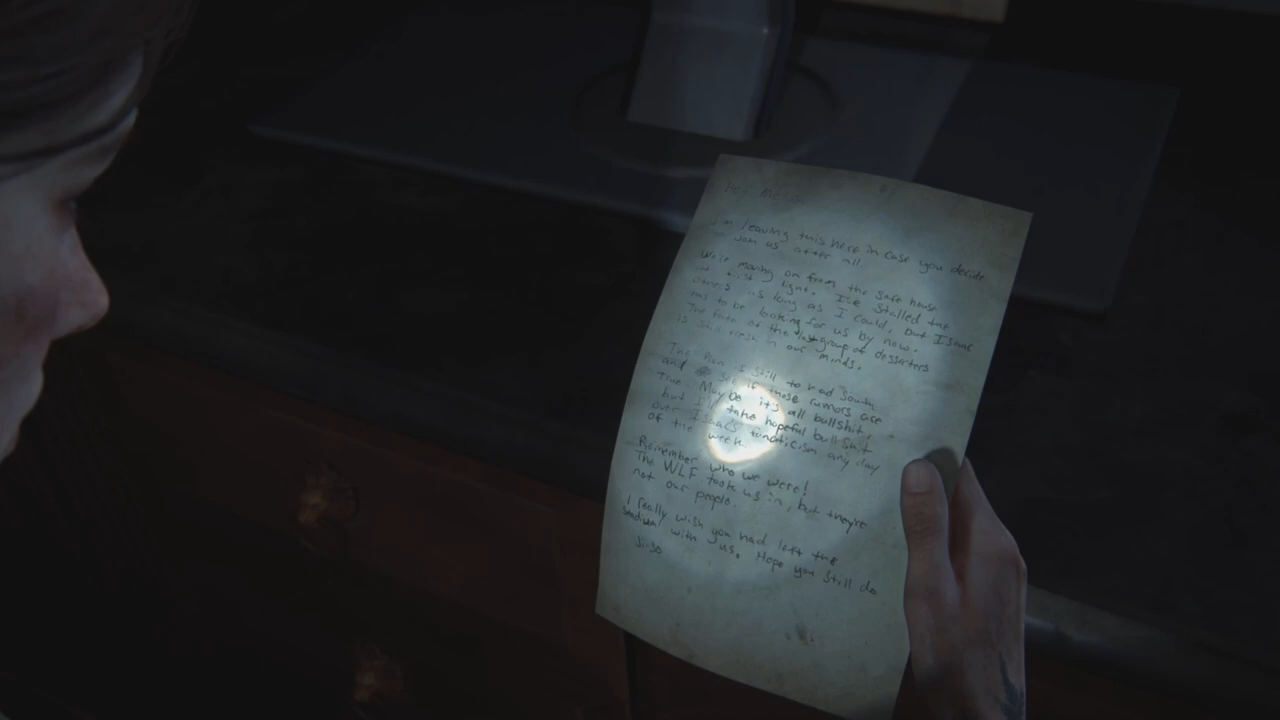 Hey
I'm leaving this here in case you decide
Join us after all
We're moving on from the safe house
at first light. I've stalled the
others as long as I could, but Isaac
has to be looking for us by now.
The fate of the last group of desserters
is still fresh in our minds.
The Plan is still to head south
and see if those rumors are
True. Maybe it's all bullshit,
but I'll take hopeful bullshit
over Isaac's fanaticism any day
of the week.
Remember who we were!
The WLF took us in, but they're
not our people.
I really wish you had left the
stadium with us. Hope you still do